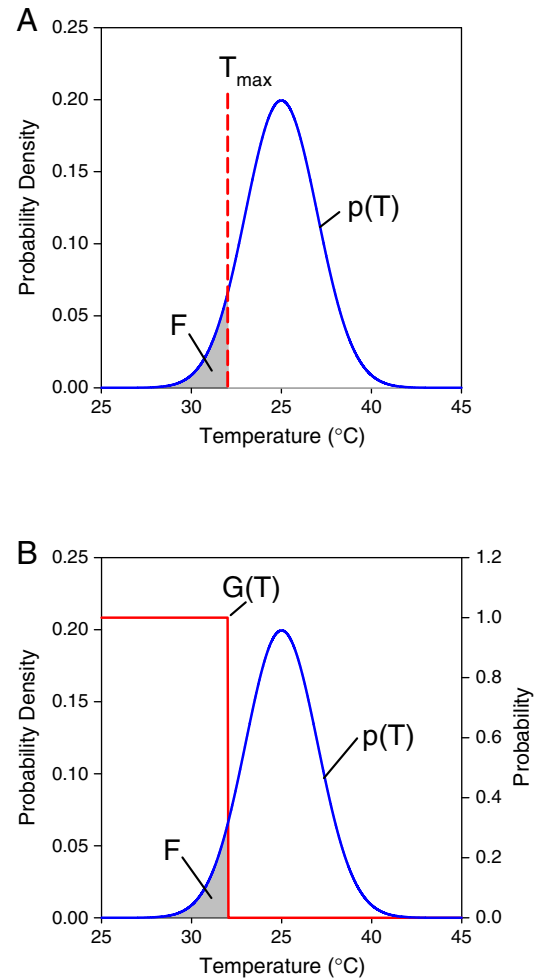 A
0.25
T_max
0.20
0.15
p(T)
0.10
Probability Density
0.05
F
0.00
25 30 25 40 45
Temperature (°C)
B
0.25 1.2
G(T)
0.20 1.0
0.8
0.15
p(T) 0.6
0.10
0.4
Probability Density
Probability
0.05
F 0.2
0.00 0.0
25 30 25 40 45
Temperature (°C)